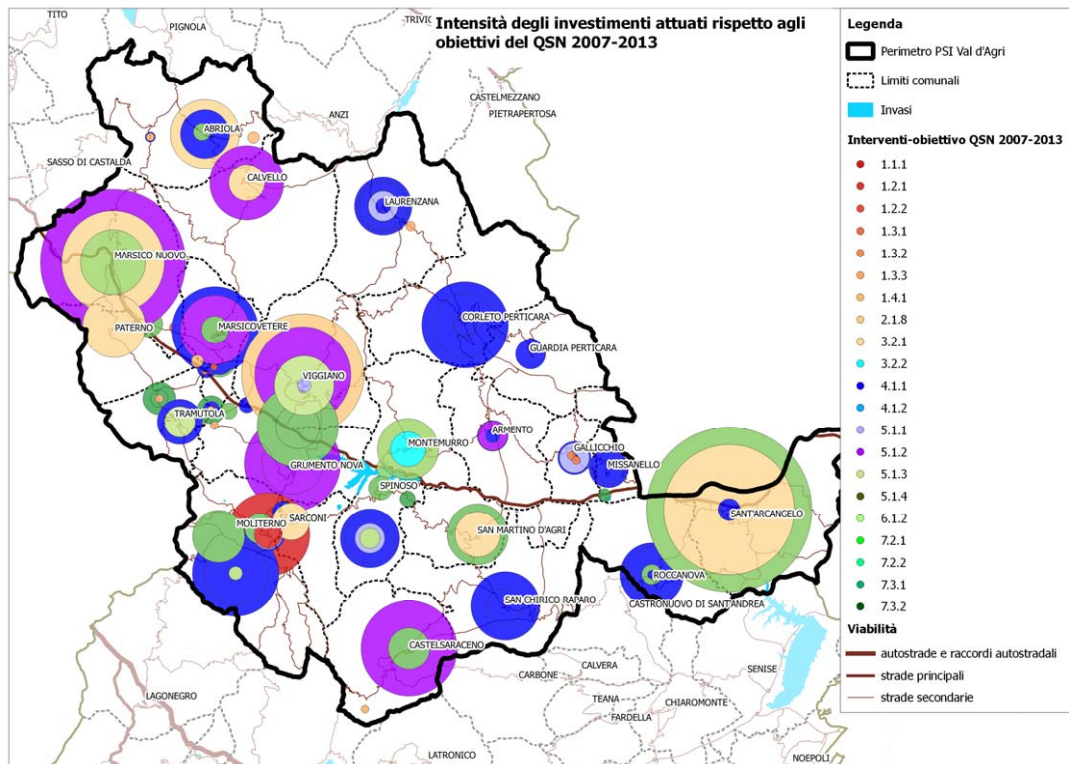 TITO
PIGNOLA
TRIVIC
Intensità degli investimenti attuati rispetto agli
obiettivi del QSN 2007-2013
CASTELMEZZANO
PIETRAPERTOSA
ANZI
ABRIOLA
SASSO DI CASTALDA
CALVELLO
LAURENZANA
MARSICO NUOVO
CORLETO PERTICARA
PATERNO
MARSICOVETERE
GUARDIA PERTICARA
VIGGIANO
TRAMUTOLA
ARMENTO
MONTEMURRO
GALLICCHIO
MISSANELLO
GRUMENTO NOVA
SPINOSO
SANT'ARCANGELO
SARCONI
MOLITERNO
SAN MARTINO D'AGRI
ROCCANOVA
SAN CHIRICO RAPARO
CASTRONUOVO DI SANT'ANDREA
CASTELSARACENO
CALVERA
CARBONE
SENISE
LAGONEGRO
TEANA
CHIAROMONTE
FARDELLA
LATRONICO
NOEPOLI
Legenda
Perimetro PSI Val d'Agri
Limiti comunali
Invasi
Interventi-obiettivo QSN 2007-2013
1.1.1
1.2.1
1.2.2
1.3.1
1.3.2
1.3.3
1.4.1
2.1.8
3.2.1
3.2.2
4.1.1
4.1.2
5.1.1
5.1.2
5.1.3
5.1.4
6.1.2
7.2.1
7.2.2
7.3.1
7.3.2
Viabilità
autostrade e raccordi autostradali
strade principali
strade secondarie